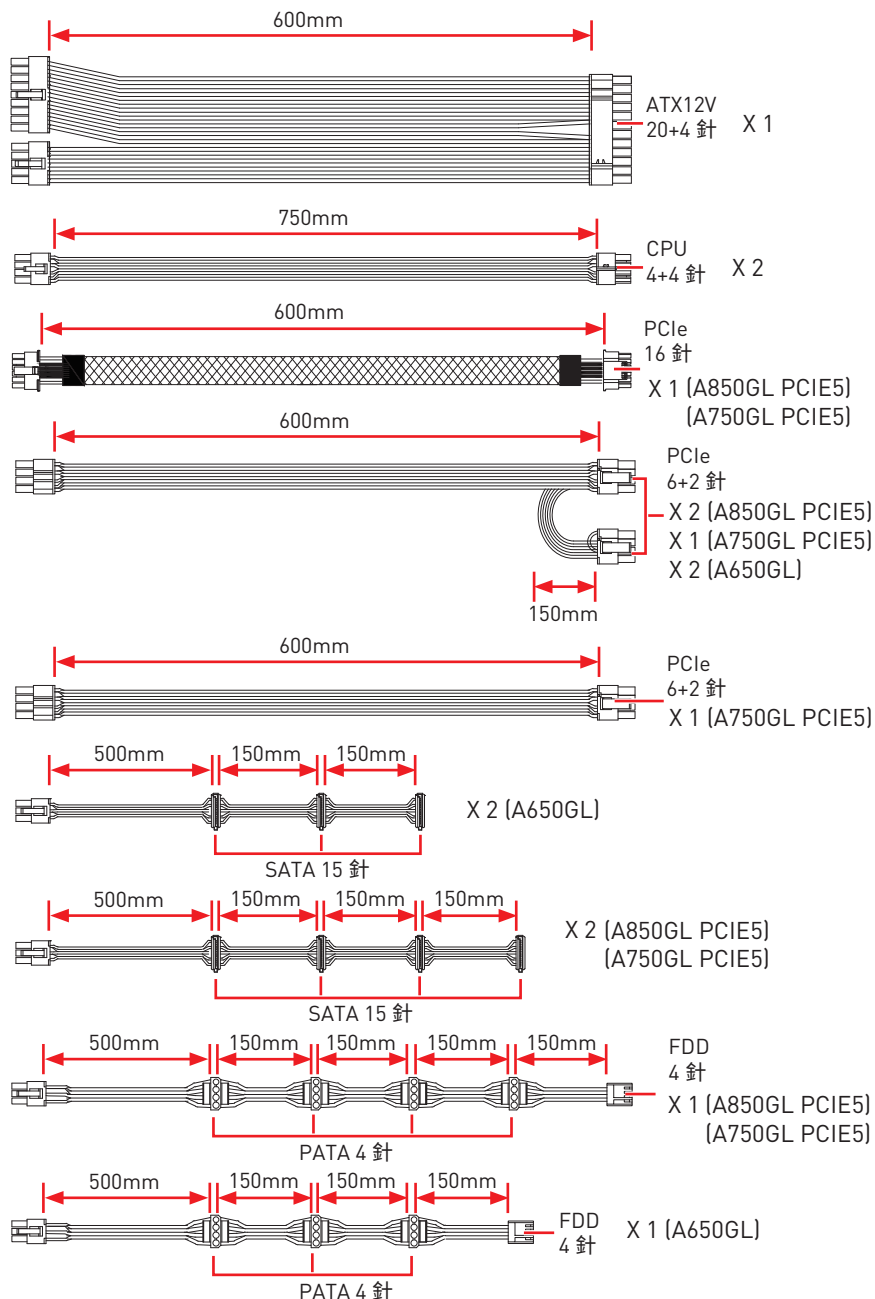 600mm
ATX12V
20+4 針
X 1
750mm
CPU
4+4 針
X 2
600mm
PCIe
16 針
X 1 (A850GL PCIE5)
(A750GL PCIE5)
600mm
PCIe
6+2 針
X 2 (A850GL PCIE5)
X 1 (A750GL PCIE5)
X 2 (A650GL)
150mm
600mm
PCIe
6+2 針
X 1 (A750GL PCIE5)
500mm 150mm 150mm
X 2 (A650GL)
SATA 15 針
500mm 150mm 150mm 150mm
X 2 (A850GL PCIE5)
(A750GL PCIE5)
SATA 15 針
500mm 150mm 150mm 150mm 150mm
FDD
4 針
X 1 (A850GL PCIE5)
(A750GL PCIE5)
PATA 4 針
500mm 150mm 150mm 150mm
FDD
4 針
X 1 (A650GL)
PATA 4 針